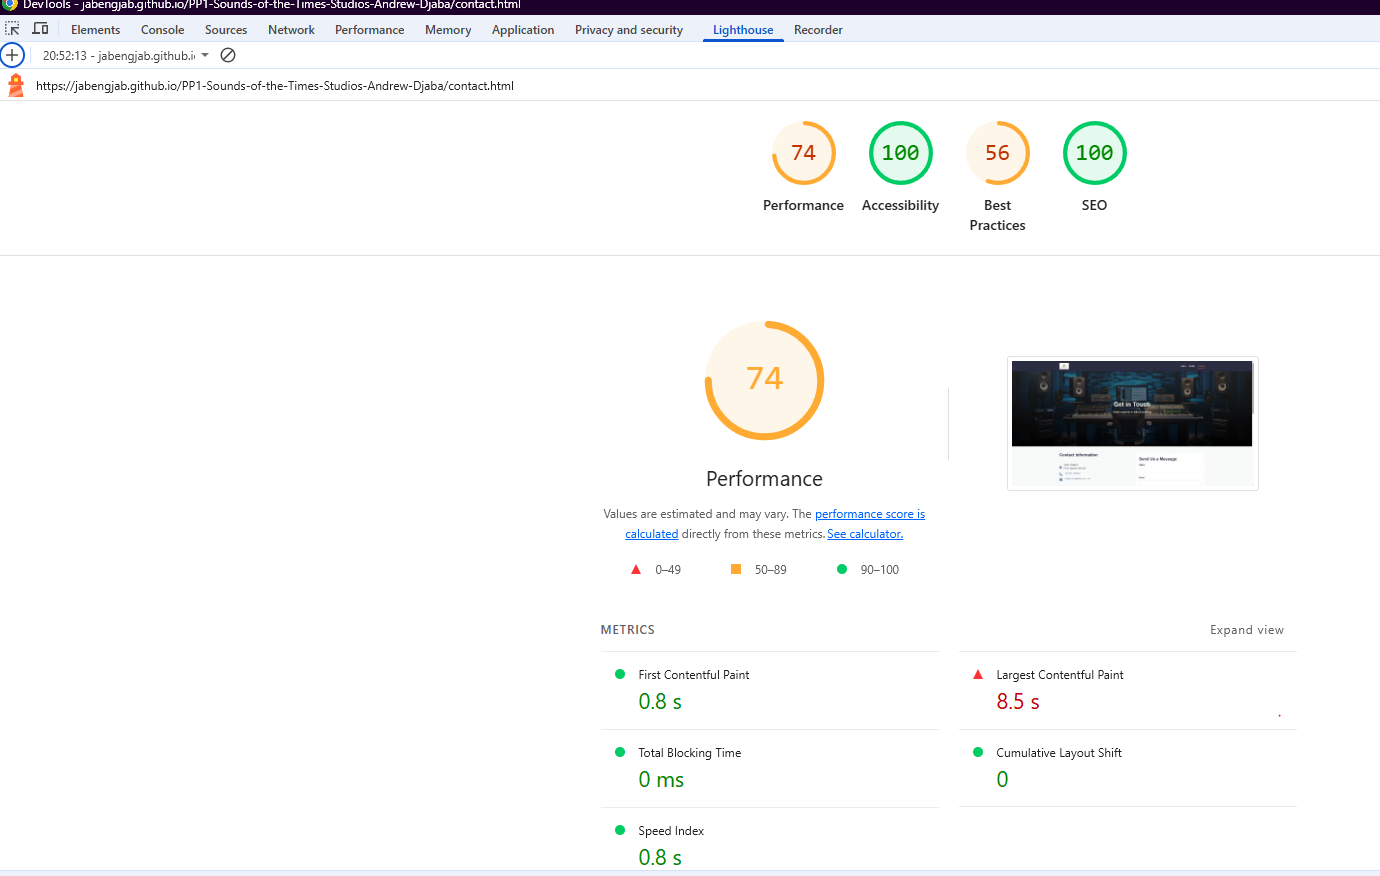 DevTools - jabengjab.github.io/PP1-Sounds-of-the-Times-Studios-Andrew-Djaba/contact.html
Elements Console Sources Network Performance Memory Application Privacy and security Lighthouse Recorder
20:52:13 - jabengjab.github.i
https://jabengjab.github.io/PP1-Sounds-of-the-Times-Studios-Andrew-Djaba/contact.html
74 100 56 100
Performance Accessibility Best Practices SEO
74
Get in Touch
Contact Information
Send Us a Message
Performance
Values are estimated and may vary. The performance score is
calculated directly from these metrics. See calculator.
0–49 50–89 90–100
METRICS Expand view
First Contentful Paint
0.8 s
Largest Contentful Paint
8.5 s
Total Blocking Time
0 ms
Cumulative Layout Shift
0
Speed Index
0.8 s